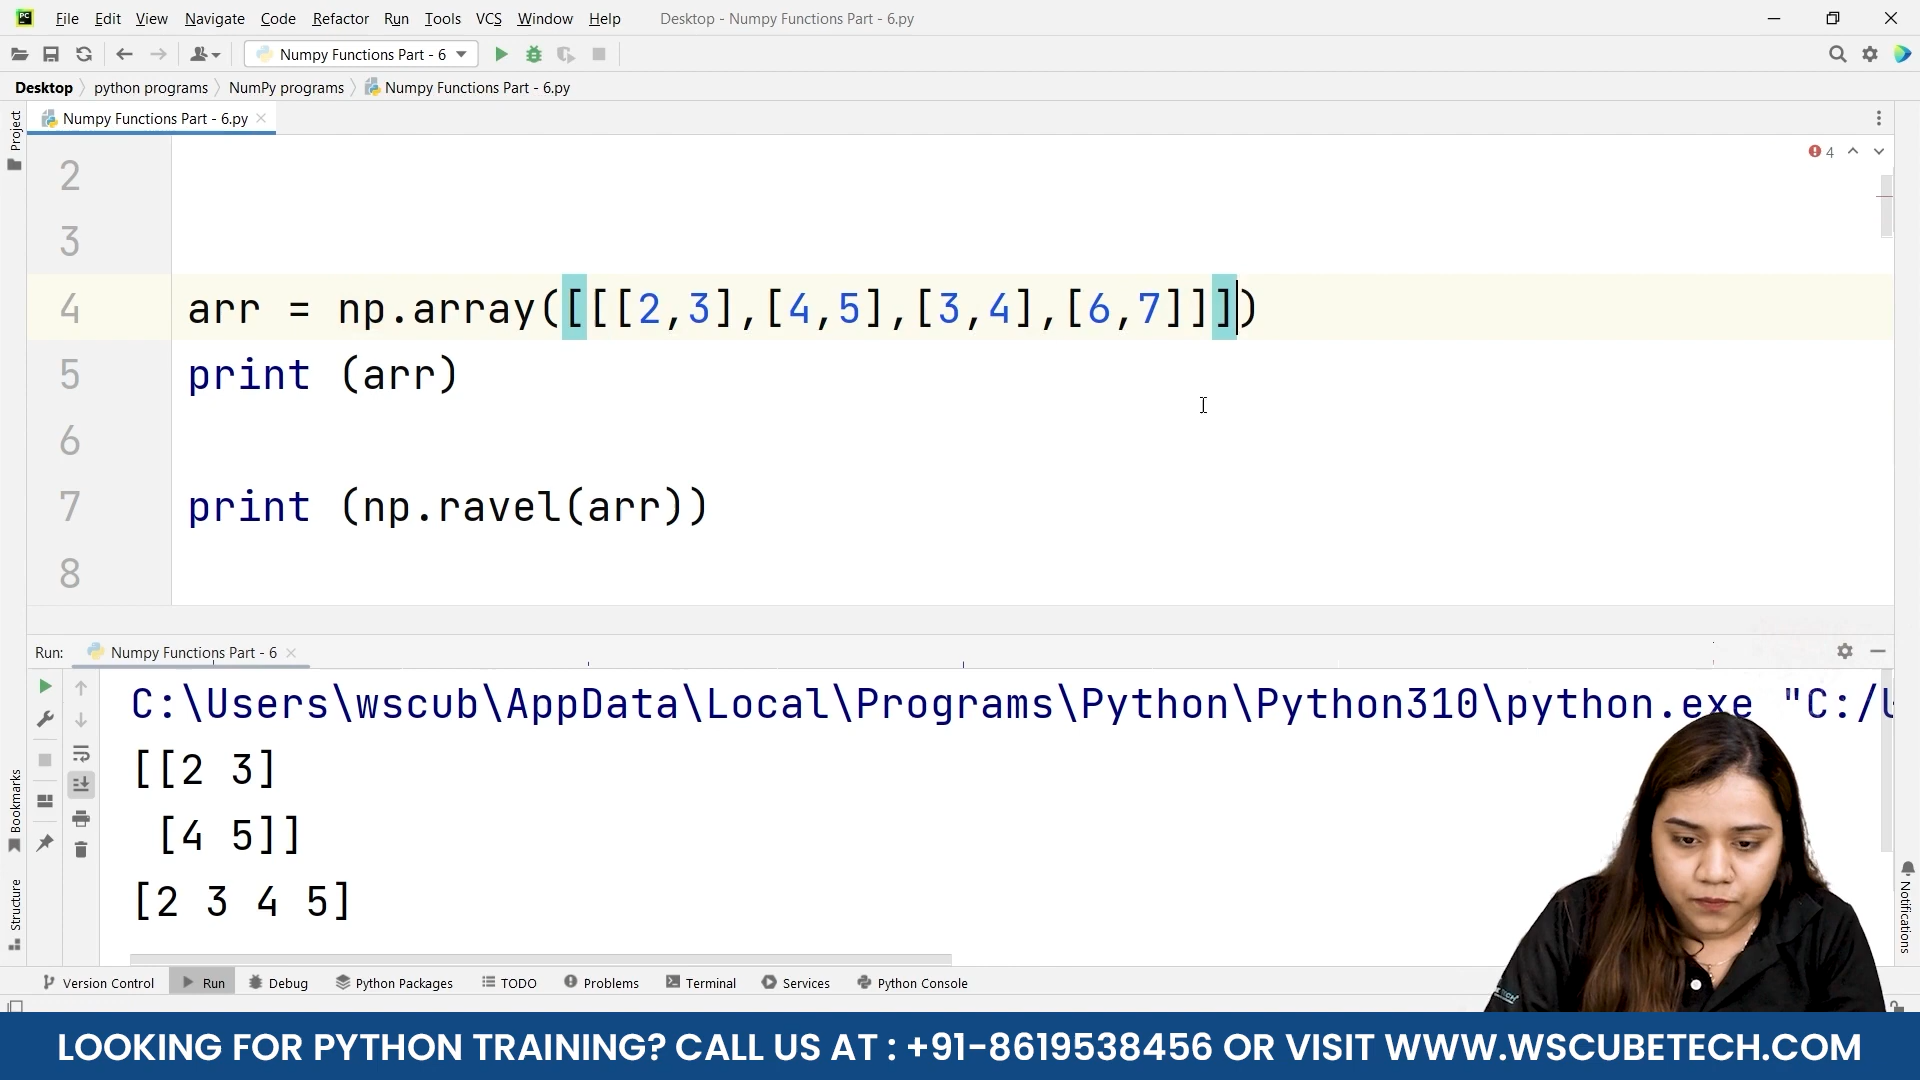 File Edit View Navigate Code Refactor Run Tools VCS Window Help Desktop - Numpy Functions Part - 6.py
Numpy Functions Part - 6
Desktop python programs NumPy programs Numpy Functions Part - 6.py
Project
Numpy Functions Part - 6.py
4
2
3
4 arr = np.array([[[2,3],[4,5],[3,4],[6,7]]])
5 print (arr)
6
7 print (np.ravel(arr))
8
Run: Numpy Functions Part - 6
C:\Users\wscub\AppData\Local\Programs\Python\Python310\python.exe "C:/
[[2 3]
[4 5]]
[2 3 4 5]
Bookmarks
Structure
Notifications
Version Control Run Debug Python Packages TODO Problems Terminal Services Python Console
LOOKING FOR PYTHON TRAINING? CALL US AT : +91-8619538456 OR VISIT WWW.WSCUBETECH.COM